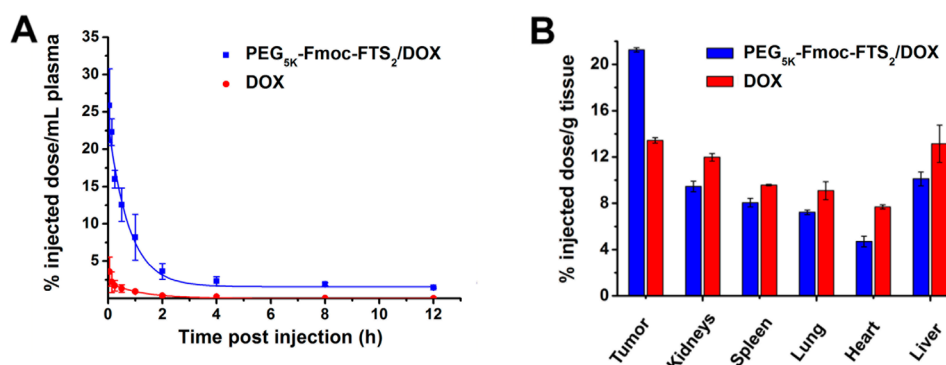 A
% injected dose/mL plasma
35
30
25
20
15
10
5
PEG5K-Fmoc-FTS2/DOX
DOX
0 2 4 6 8 10 12
Time post injection (h)
B
% injected dose/g tissue
20
16
12
8
4
0
PEG5K-Fmoc-FTS2/DOX
DOX
Tumor
Kidneys
Spleen
Lung
Heart
Liver